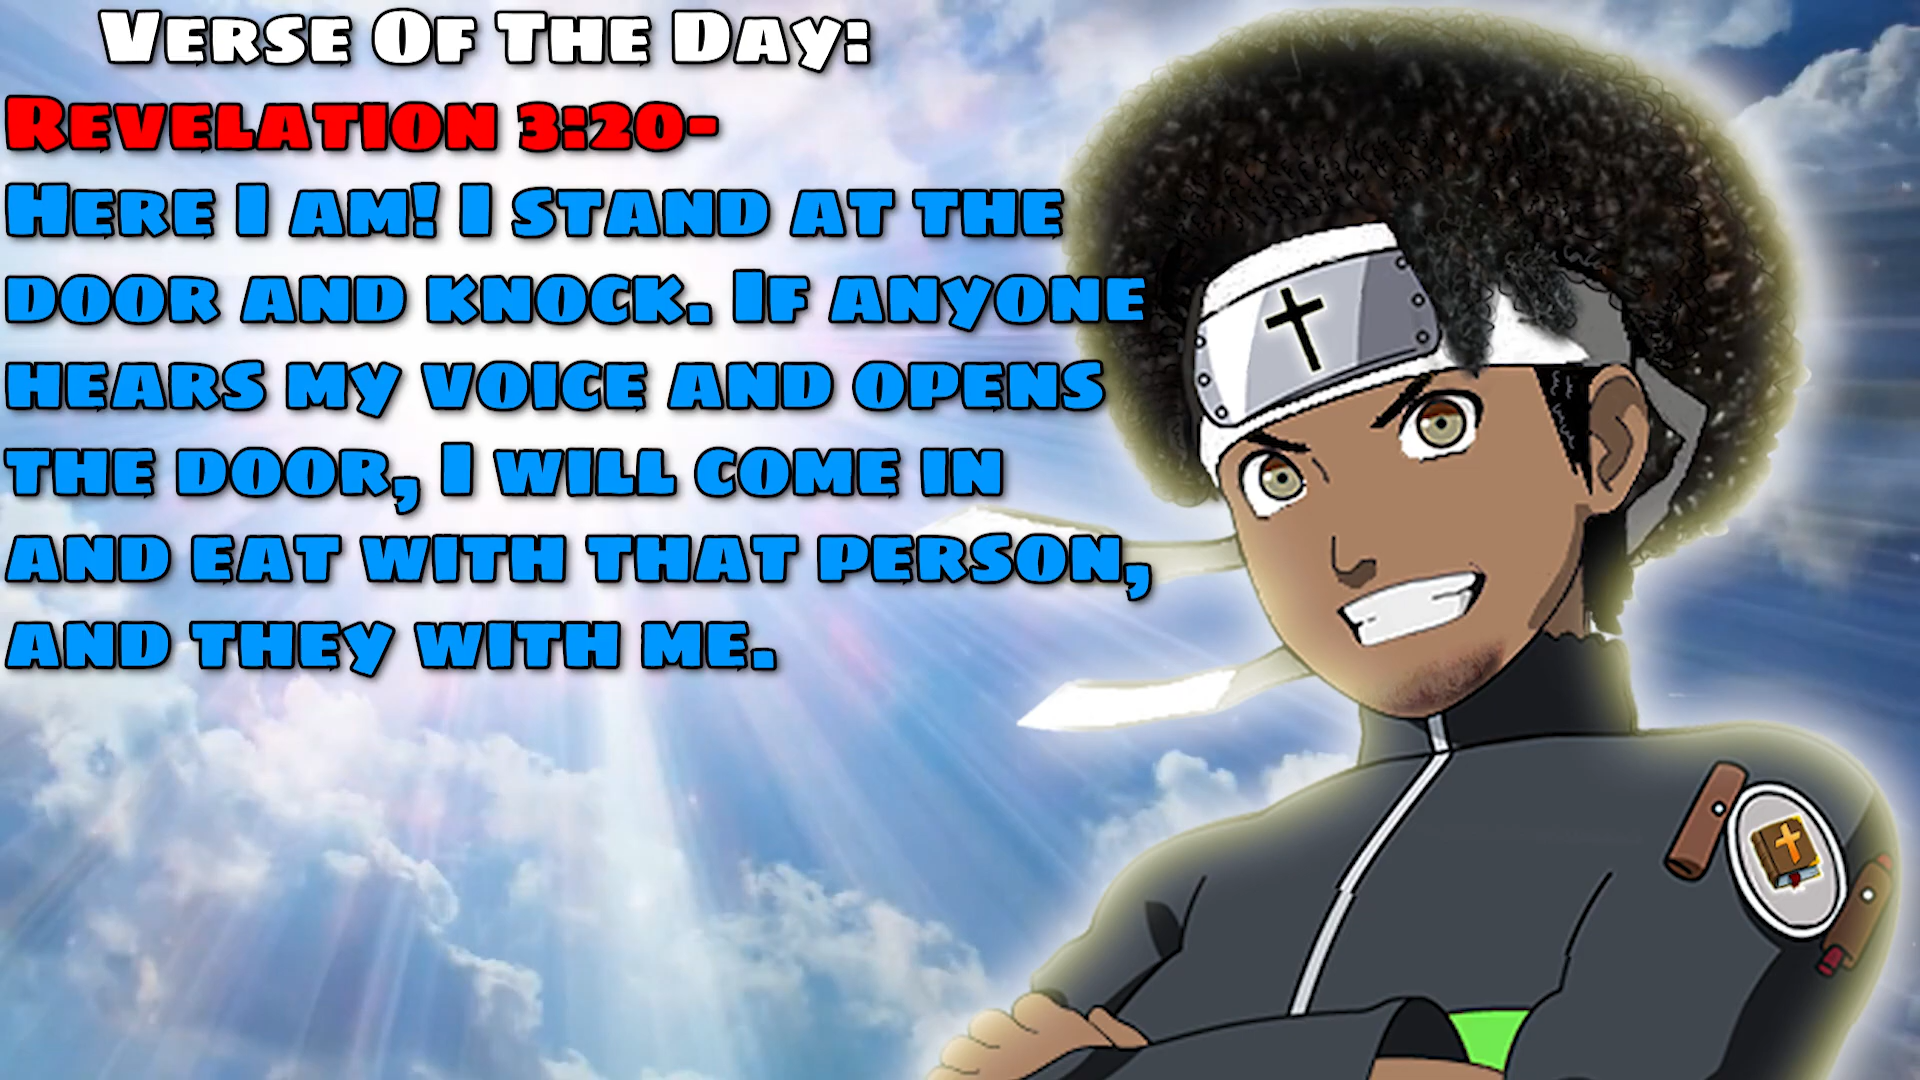 Verse Of The Day:
Revelation 3:20-
Here I am! I stand at the
door and knock. If anyone
hears my voice and opens
the door, I will come in
and eat with that person,
and they with me.